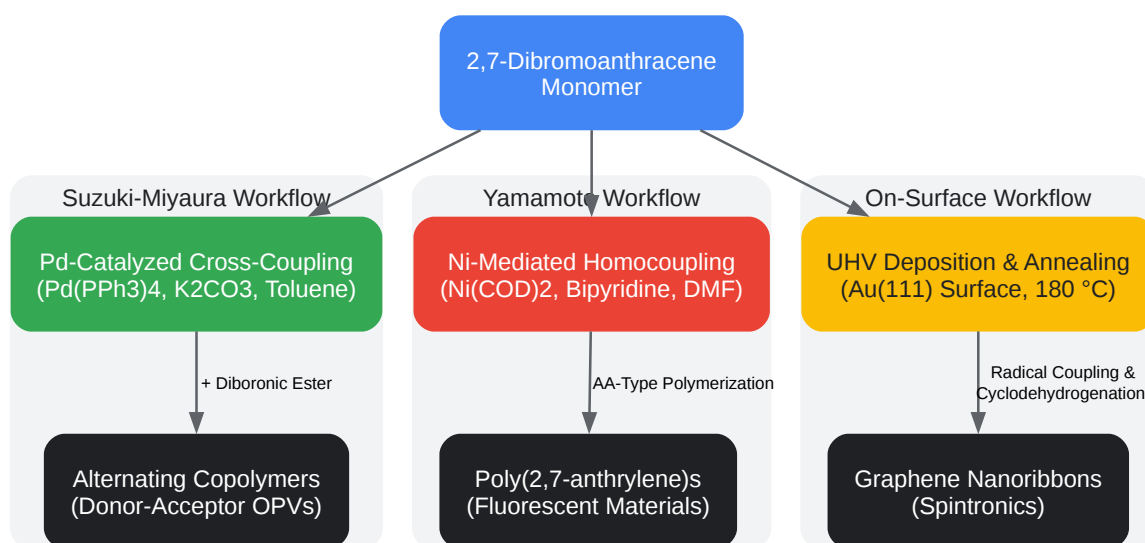 2,7-Dibromoanthracene
Monomer
Suzuki-Miyaura Workflow
Yamamoto Workflow
On-Surface Workflow
Pd-Catalyzed Cross-Coupling
(Pd(PPh3)4, K2CO3, Toluene)
Ni-Mediated Homocoupling
(Ni(COD)2, Bipyridine, DMF)
UHV Deposition & Annealing
(Au(111) Surface, 180 °C)
+ Diboronic Ester
AA-Type Polymerization
Radical Coupling &
Cyclodehydrogenation
Alternating Copolymers
(Donor-Acceptor OPVs)
Poly(2,7-anthrylene)s
(Fluorescent Materials)
Graphene Nanoribbons
(Spintronics)